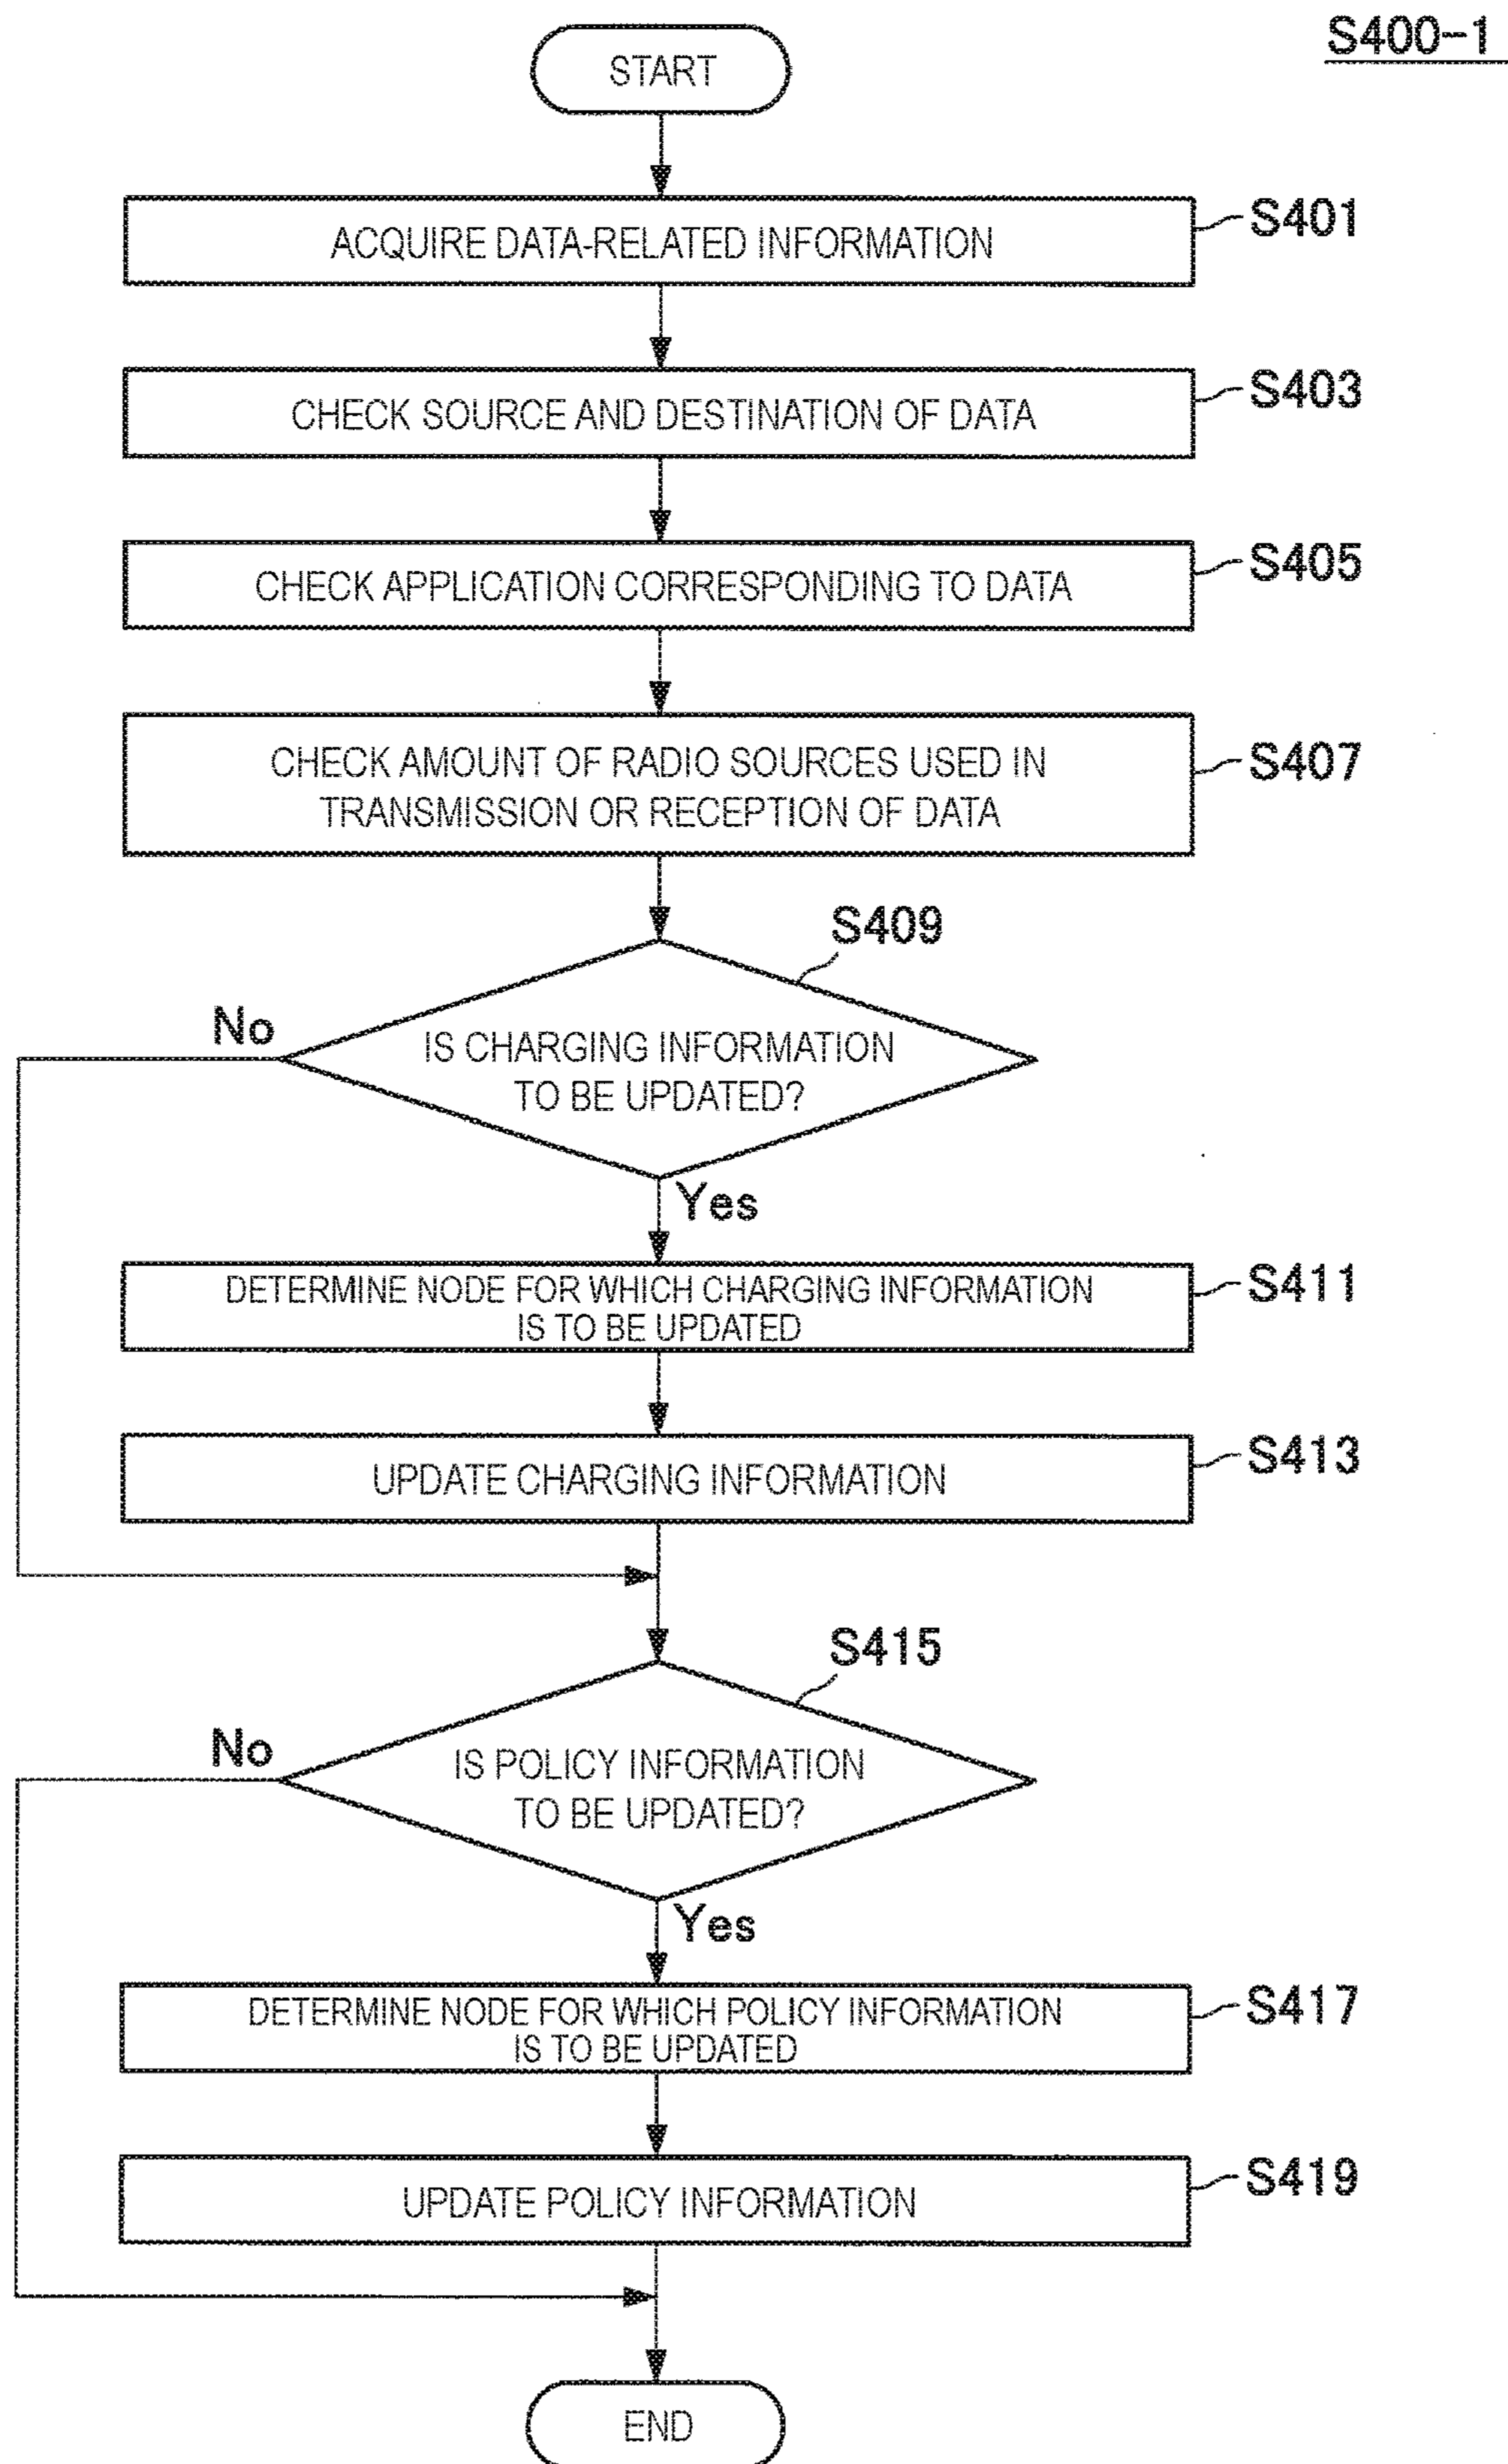 S400-1
START
ACQUIRE DATA-RELATED INFORMATION
S401
CHECK SOURCE AND DESTINATION OF DATA
S403
CHECK APPLICATION CORRESPONDING TO DATA
S405
CHECK AMOUNT OF RADIO SOURCES USED IN
TRANSMISSION OR RECEPTION OF DATA
S407
S409
No
IS CHARGING INFORMATION
TO BE UPDATED?
Yes
DETERMINE NODE FOR WHICH CHARGING INFORMATION
IS TO BE UPDATED
S411
UPDATE CHARGING INFORMATION
S413
S415
No
IS POLICY INFORMATION
TO BE UPDATED?
Yes
DETERMINE NODE FOR WHICH POLICY INFORMATION
IS TO BE UPDATED
S417
UPDATE POLICY INFORMATION
S419
END